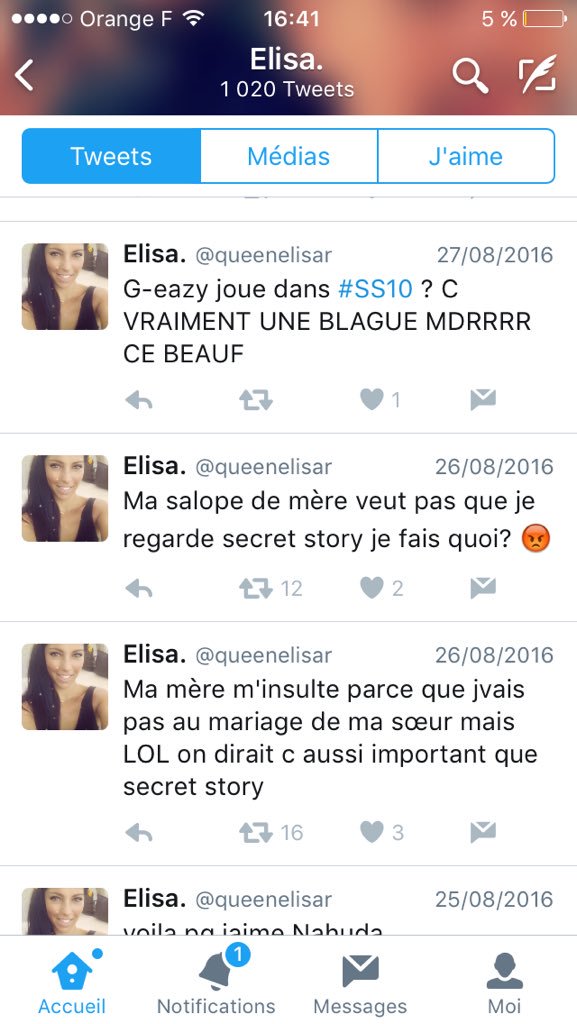 Orange F 16:41 5 %
Elisa.
1 020 Tweets
Tweets Médias J'aime
Elisa. @queenelisar 27/08/2016
G-eazy joue dans #SS10 ? C
VRAIMENT UNE BLAGUE MDRRRR
CE BEAUF
1
Elisa. @queenelisar 26/08/2016
Ma salope de mère veut pas que je
regarde secret story je fais quoi? 😡
12 2
Elisa. @queenelisar 26/08/2016
Ma mère m'insulte parce que jvais
pas au mariage de ma sœur mais
LOL on dirait c aussi important que
secret story
16 3
Elisa. @queenelisar 25/08/2016
voila pq jaime Nahuda
1
Accueil Notifications Messages Moi